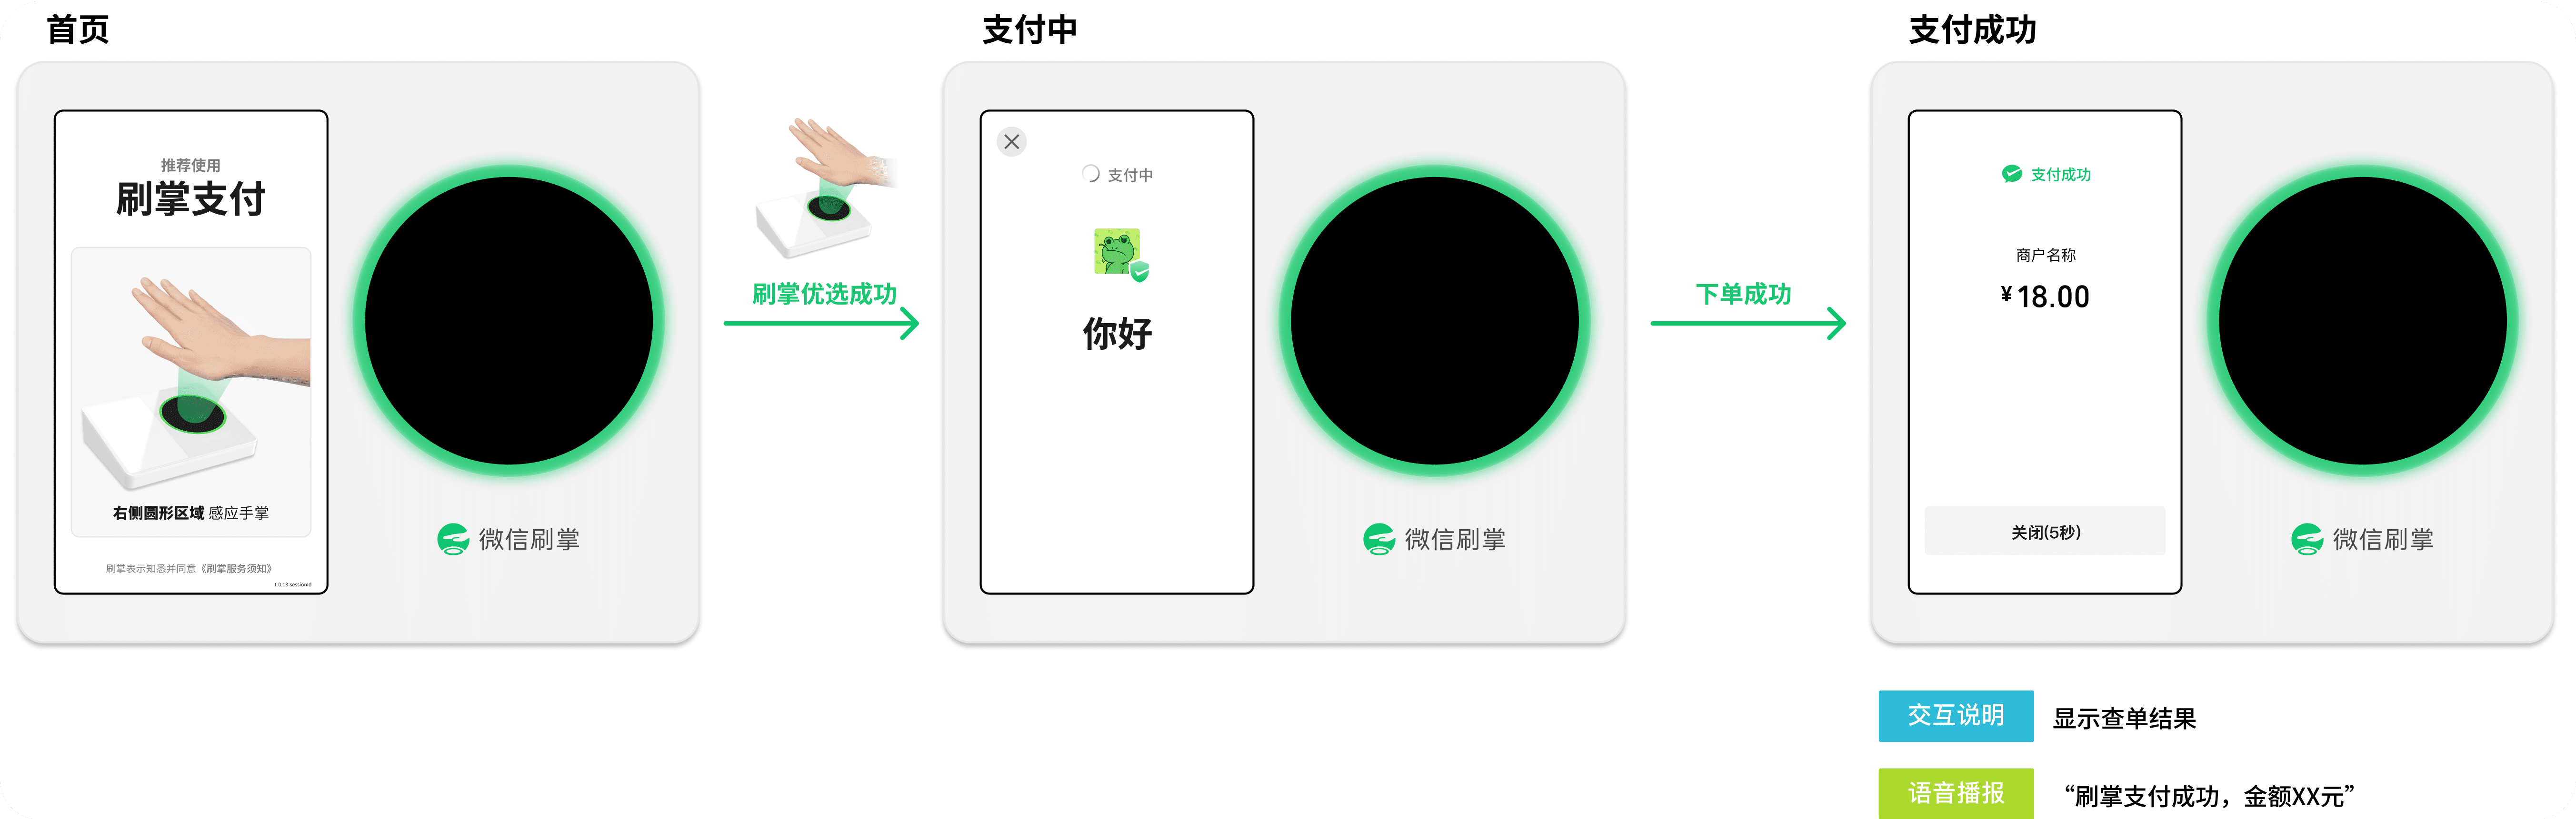 首页
推荐使用
刷掌支付
右侧圆形区域 感应手掌
刷掌表示知悉并同意《刷掌服务须知》
1.0.13-sessionId
微信刷掌
刷掌优选成功
支付中
支付中
你好
微信刷掌
下单成功
支付成功
支付成功
商户名称
¥18.00
关闭(5秒)
微信刷掌
交互说明 显示查单结果
语音播报 “刷掌支付成功，金额XX元”